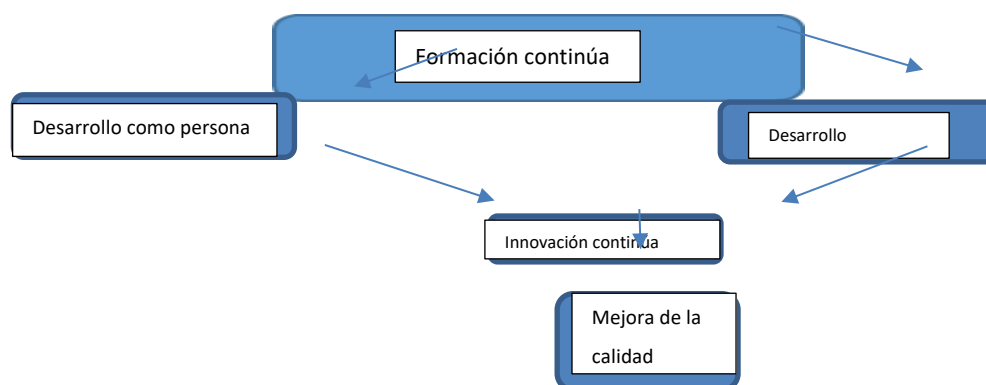 Formación continúa
Desarrollo como persona
Desarrollo
Innovación continua
Mejora de la
calidad